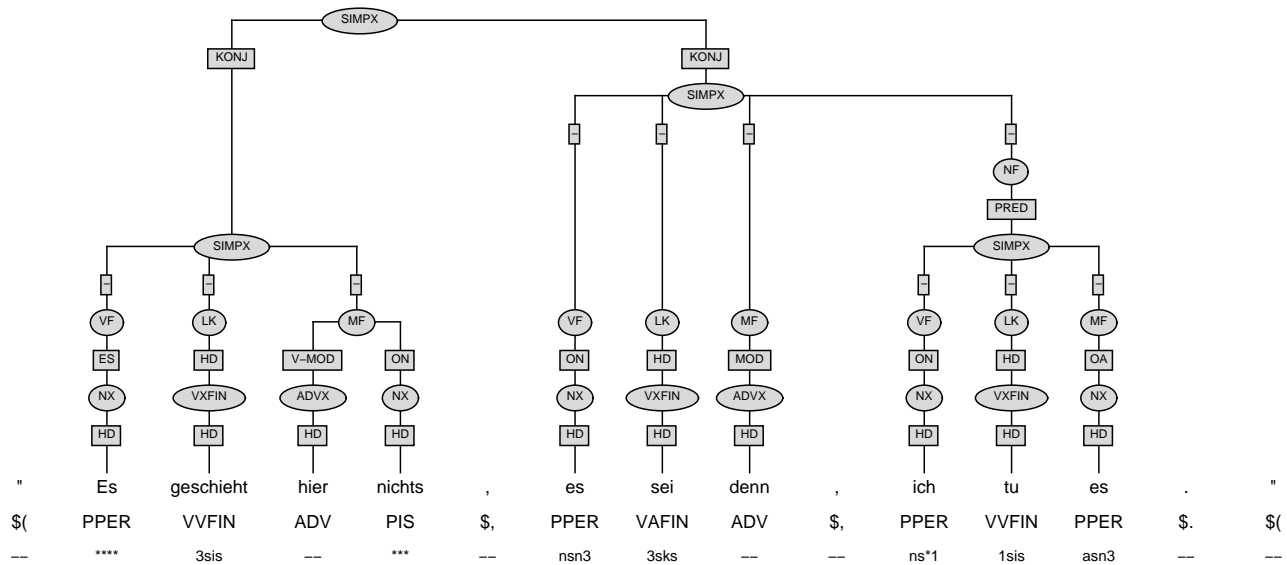 SIMPX
KONJ KONJ
SIMPX
– – – –
NF
PRED
SIMPX SIMPX
– – – – – –
VF LK MF VF LK MF VF LK MF
ES HD V–MOD ON ON HD MOD ON HD OA
NX VXFIN ADVX NX NX VXFIN ADVX NX VXFIN NX
HD HD HD HD HD HD HD HD HD HD
" Es geschieht hier nichts , es sei denn , ich tu es . "
$( PPER VVFIN ADV PIS $, PPER VAFIN ADV $, PPER VVFIN PPER $. $(
–– **** 3sis –– *** –– nsn3 3sks –– –– ns*1 1sis asn3 –– ––